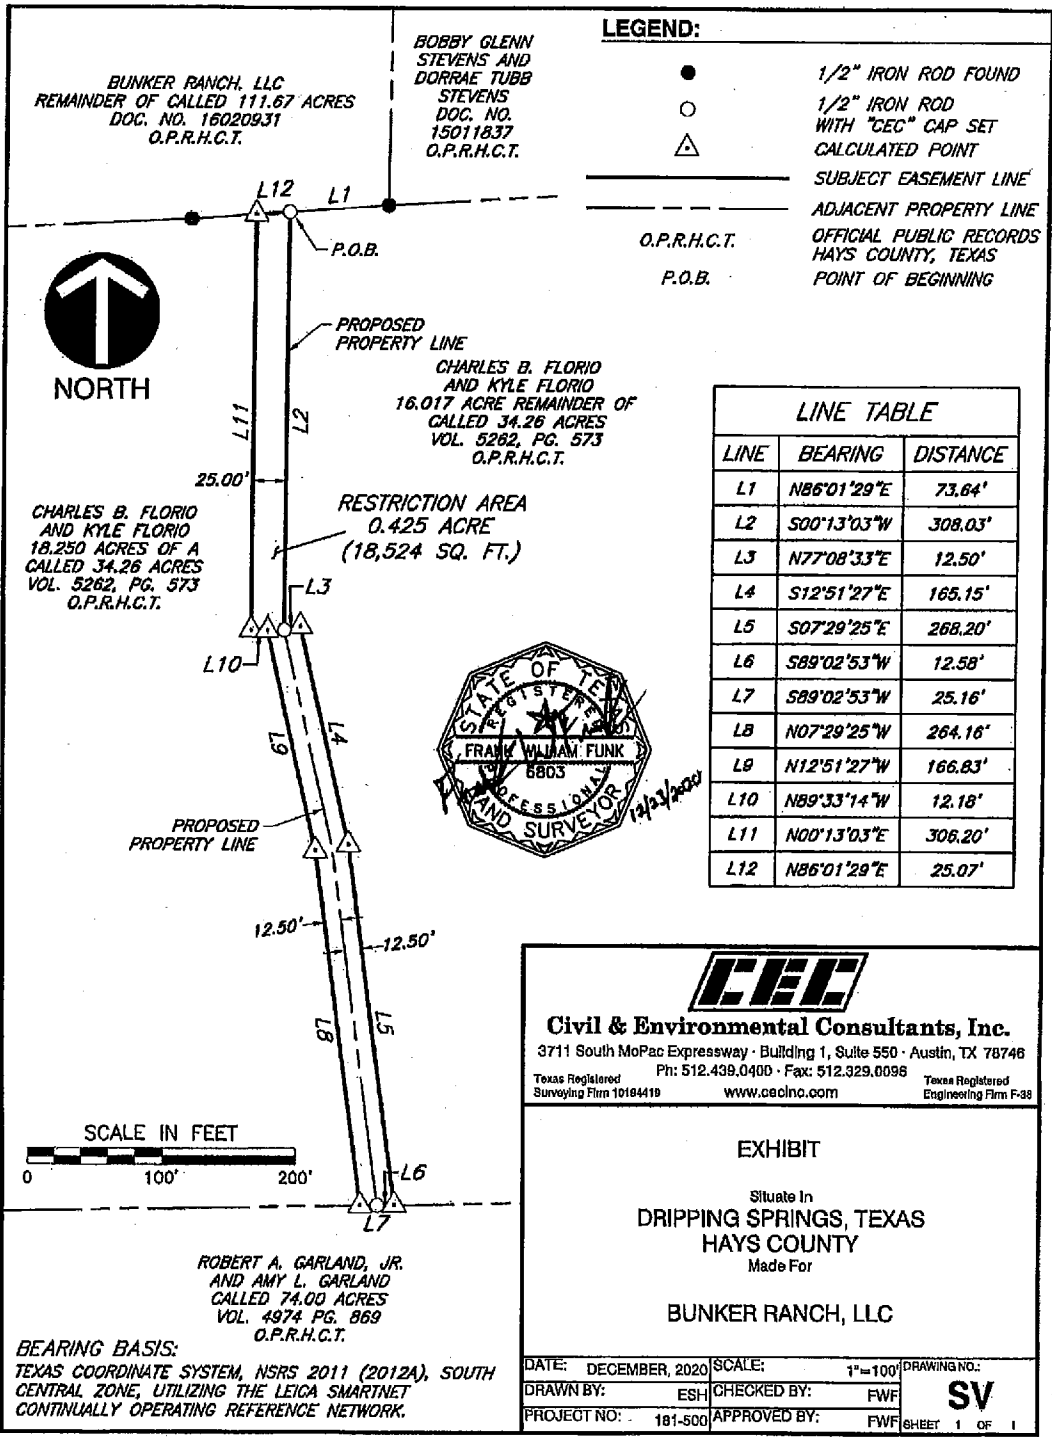 LEGEND:
1/2" IRON ROD FOUND
1/2" IRON ROD
WITH "CEC" CAP SET
CALCULATED POINT
SUBJECT EASEMENT LINE
ADJACENT PROPERTY LINE
O.P.R.H.C.T.
OFFICIAL PUBLIC RECORDS
HAYS COUNTY, TEXAS
P.O.B.
POINT OF BEGINNING
BUNKER RANCH, LLC
REMAINDER OF CALLED 111.67 ACRES
DOC. NO. 16020931
O.P.R.H.C.T.
BOBBY GLENN
STEVENS AND
DORRAE TUBB
STEVENS
DOC. NO.
15011837
O.P.R.H.C.T.
L12
L1
P.O.B.
NORTH
PROPOSED
PROPERTY LINE
CHARLES B. FLORIO
AND KYLE FLORIO
16.017 ACRE REMAINDER OF
CALLED 34.26 ACRES
VOL. 5262, PG. 573
O.P.R.H.C.T.
L11
L2
25.00'
CHARLES B. FLORIO
AND KYLE FLORIO
18.250 ACRES OF A
CALLED 34.26 ACRES
VOL. 5262, PG. 573
O.P.R.H.C.T.
RESTRICTION AREA
0.425 ACRE
(18,524 SQ. FT.)
L3
L10
L9
L4
PROPOSED
PROPERTY LINE
12.50'
12.50'
L8
L5
L6
L7
LINE TABLE
LINE BEARING DISTANCE
L1 N86°01'29"E 73.64'
L2 S00°13'03"W 308.03'
L3 N77°08'33"E 12.50'
L4 S12°51'27"E 165.15'
L5 S07°29'25"E 268.20'
L6 S89°02'53"W 12.58'
L7 S89°02'53"W 25.16'
L8 N07°29'25"W 264.16'
L9 N12°51'27"W 166.83'
L10 N89°33'14"W 12.18'
L11 N00°13'03"E 306.20'
L12 N86°01'29"E 25.07'
STATE OF TEXAS
REGISTERED
FRANK WILLIAM FUNK
6803
PROFESSIONAL
LAND SURVEYOR
12/23/2020
SCALE IN FEET
0 100' 200'
ROBERT A. GARLAND, JR.
AND AMY L. GARLAND
CALLED 74.00 ACRES
VOL. 4974 PG. 869
O.P.R.H.C.T.
BEARING BASIS:
TEXAS COORDINATE SYSTEM, NSRS 2011 (2012A), SOUTH
CENTRAL ZONE, UTILIZING THE LEICA SMARTNET
CONTINUALLY OPERATING REFERENCE NETWORK.
CEC
Civil & Environmental Consultants, Inc.
3711 South MoPac Expressway · Building 1, Suite 550 · Austin, TX 78746
Ph: 512.439.0400 · Fax: 512.329.0096
Texas Registered
Surveying Firm 10194419
www.cecinc.com
Texas Registered
Engineering Firm F-38
EXHIBIT
Situate In
DRIPPING SPRINGS, TEXAS
HAYS COUNTY
Made For
BUNKER RANCH, LLC
DATE: DECEMBER, 2020 SCALE: 1"=100' DRAWING NO.:
DRAWN BY: ESH CHECKED BY: FWF SV
PROJECT NO: 181-500 APPROVED BY: FWF SHEET 1 OF 1